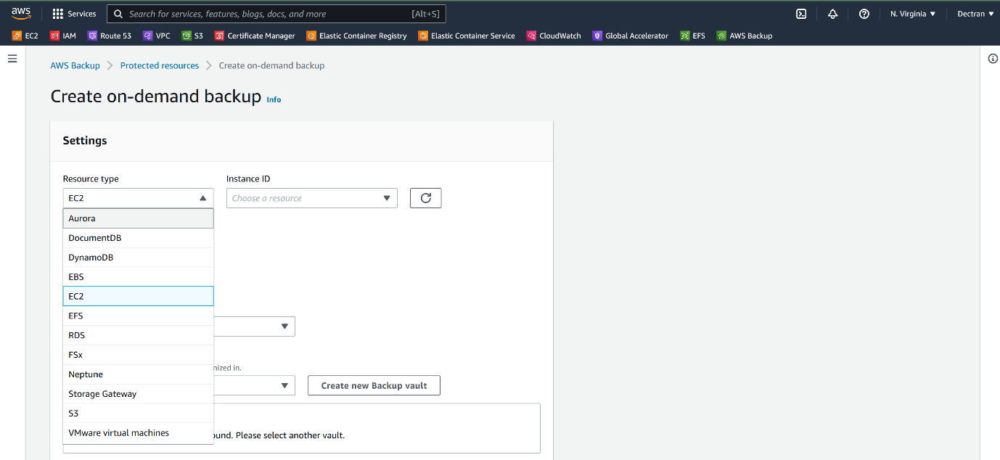 aws Services Search for services, features, blogs, docs, and more [Alt+S] N. Virginia Dectran
EC2 IAM Route 53 VPC S3 Certificate Manager Elastic Container Registry Elastic Container Service CloudWatch Global Accelerator EFS AWS Backup
AWS Backup Protected resources Create on-demand backup
Create on-demand backup Info
Settings
Resource type Instance ID
EC2 Choose a resource
Aurora
DocumentDB
DynamoDB
EBS
EC2
EFS
RDS
FSx
Neptune
in.
Storage Gateway
Create new Backup vault
S3
VMware virtual machines
Please select another vault.